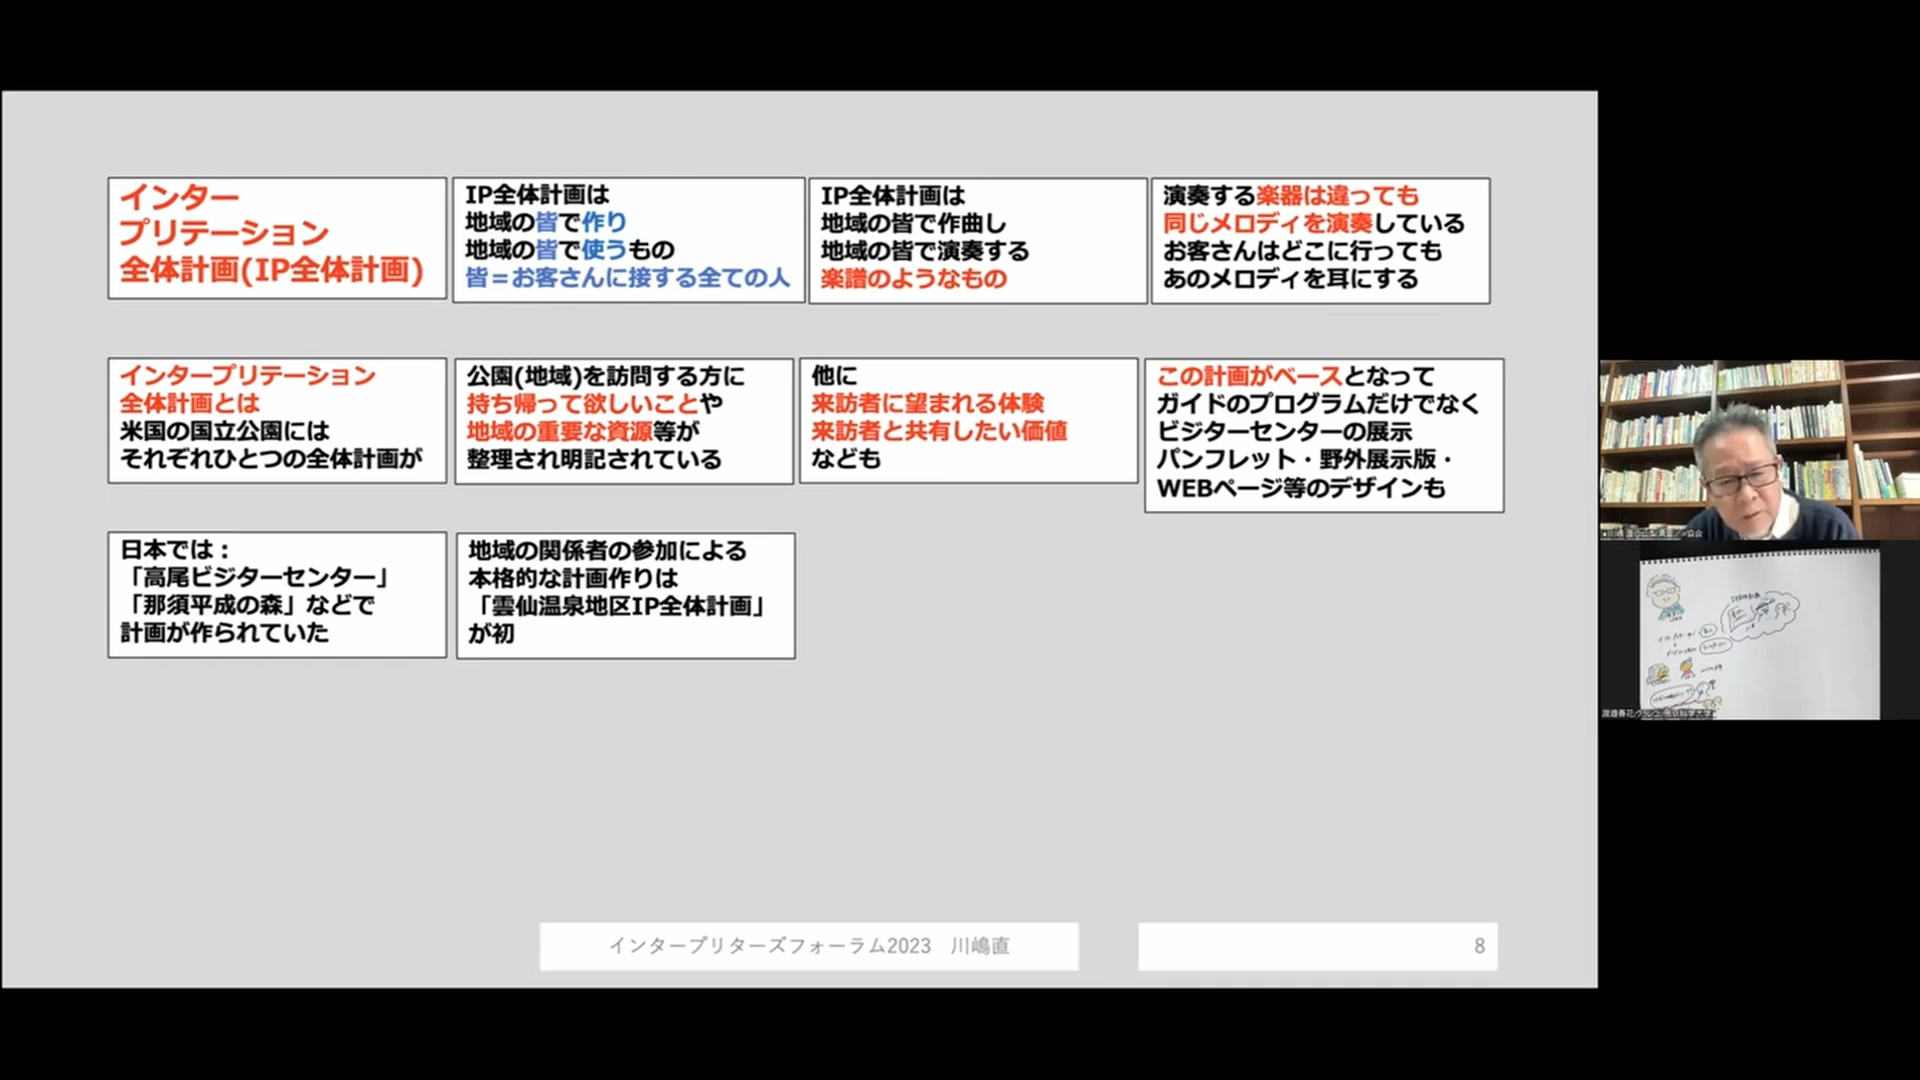 インター
プリテーション
全体計画(IP全体計画)
IP全体計画は
地域の皆で作り
地域の皆で使うもの
皆＝お客さんに接する全ての人
IP全体計画は
地域の皆で作曲し
地域の皆で演奏する
楽譜のようなもの
演奏する楽器は違っても
同じメロディを演奏している
お客さんはどこに行っても
あのメロディを耳にする
インタープリテーション
全体計画とは
米国の国立公園には
それぞれひとつの全体計画が
公園(地域)を訪問する方に
持ち帰って欲しいことや
地域の重要な資源等が
整理され明記されている
他に
来訪者に望まれる体験
来訪者と共有したい価値
なども
この計画がベースとなって
ガイドのプログラムだけでなく
ビジターセンターの展示
パンフレット・野外展示版・
WEBページ等のデザインも
日本では：
「高尾ビジターセンター」
「那須平成の森」などで
計画が作られていた
地域の関係者の参加による
本格的な計画作りは
「雲仙温泉地区IP全体計画」
が初
インタープリターズフォーラム2023　川嶋直
8